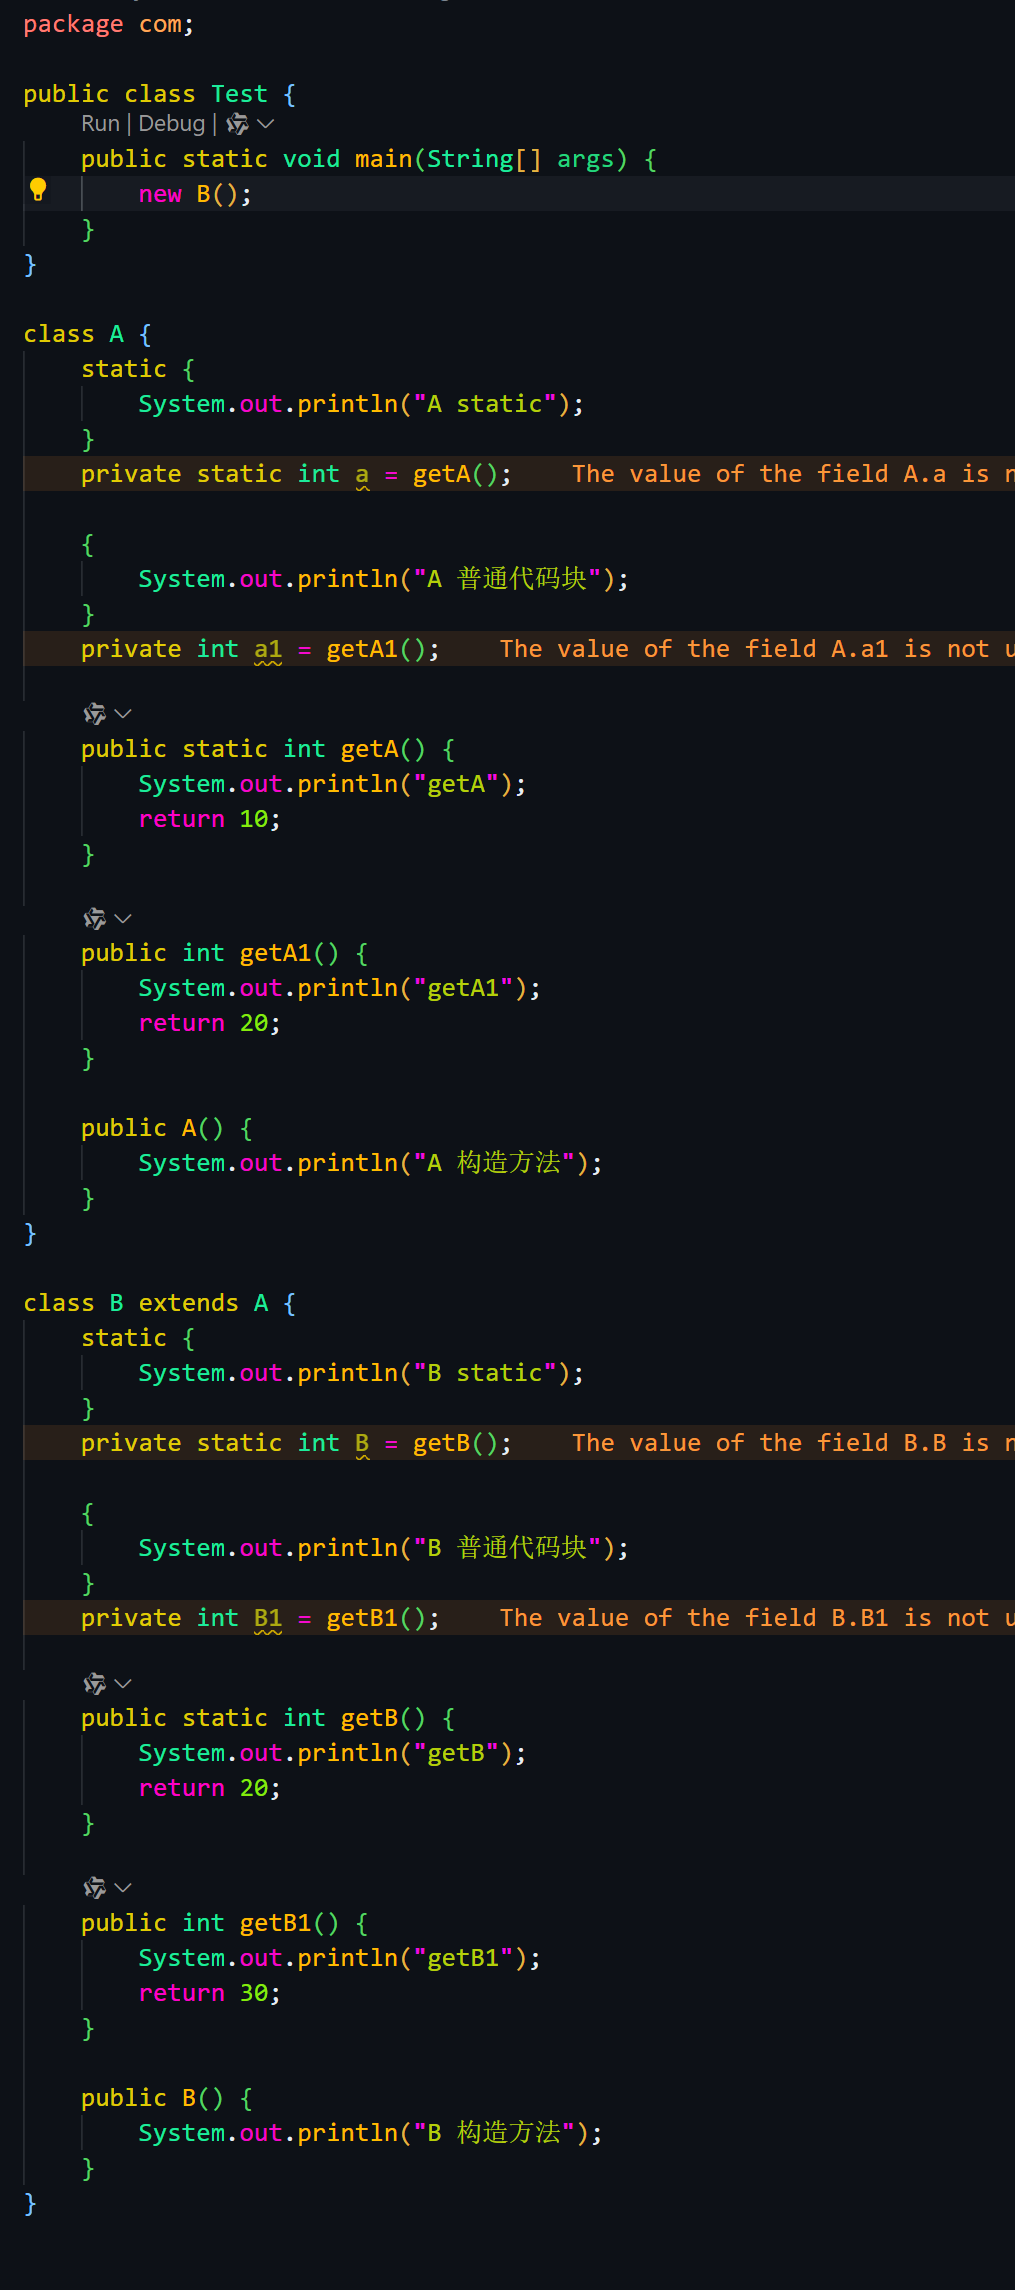 package com;
public class Test {
Run | Debug |
public static void main(String[] args) {
new B();
}
}
class A {
static {
System.out.println("A static");
}
private static int a = getA(); The value of the field A.a is
{
System.out.println("A 普通代码块");
}
private int a1 = getA1(); The value of the field A.a1 is not
public static int getA() {
System.out.println("getA");
return 10;
}
public int getA1() {
System.out.println("getA1");
return 20;
}
public A() {
System.out.println("A 构造方法");
}
}
class B extends A {
static {
System.out.println("B static");
}
private static int B = getB(); The value of the field B.B is
{
System.out.println("B 普通代码块");
}
private int B1 = getB1(); The value of the field B.B1 is not
public static int getB() {
System.out.println("getB");
return 20;
}
public int getB1() {
System.out.println("getB1");
return 30;
}
public B() {
System.out.println("B 构造方法");
}
}